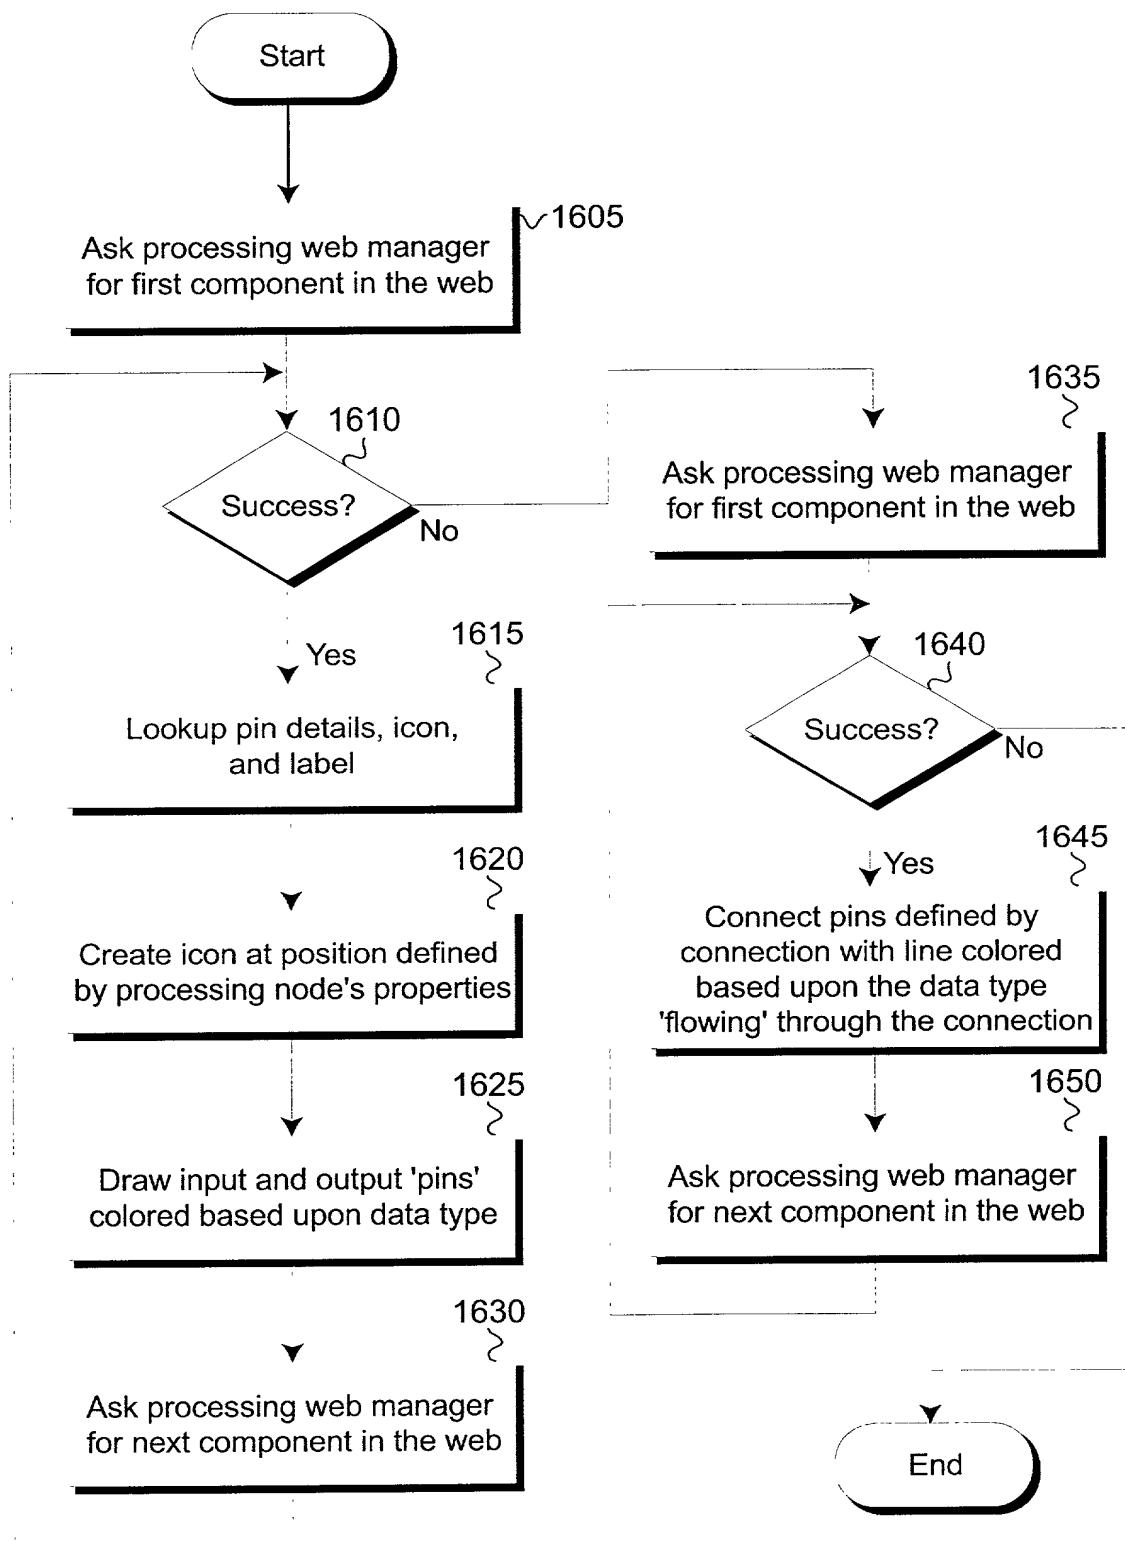 Start
1605
Ask processing web manager
for first component in the web
1610
Success?
No
Yes
1615
Lookup pin details, icon,
and label
1620
Create icon at position defined
by processing node's properties
1625
Draw input and output 'pins'
colored based upon data type
1630
Ask processing web manager
for next component in the web
1635
Ask processing web manager
for first component in the web
1640
Success?
No
Yes
1645
Connect pins defined by
connection with line colored
based upon the data type
'flowing' through the connection
1650
Ask processing web manager
for next component in the web
End